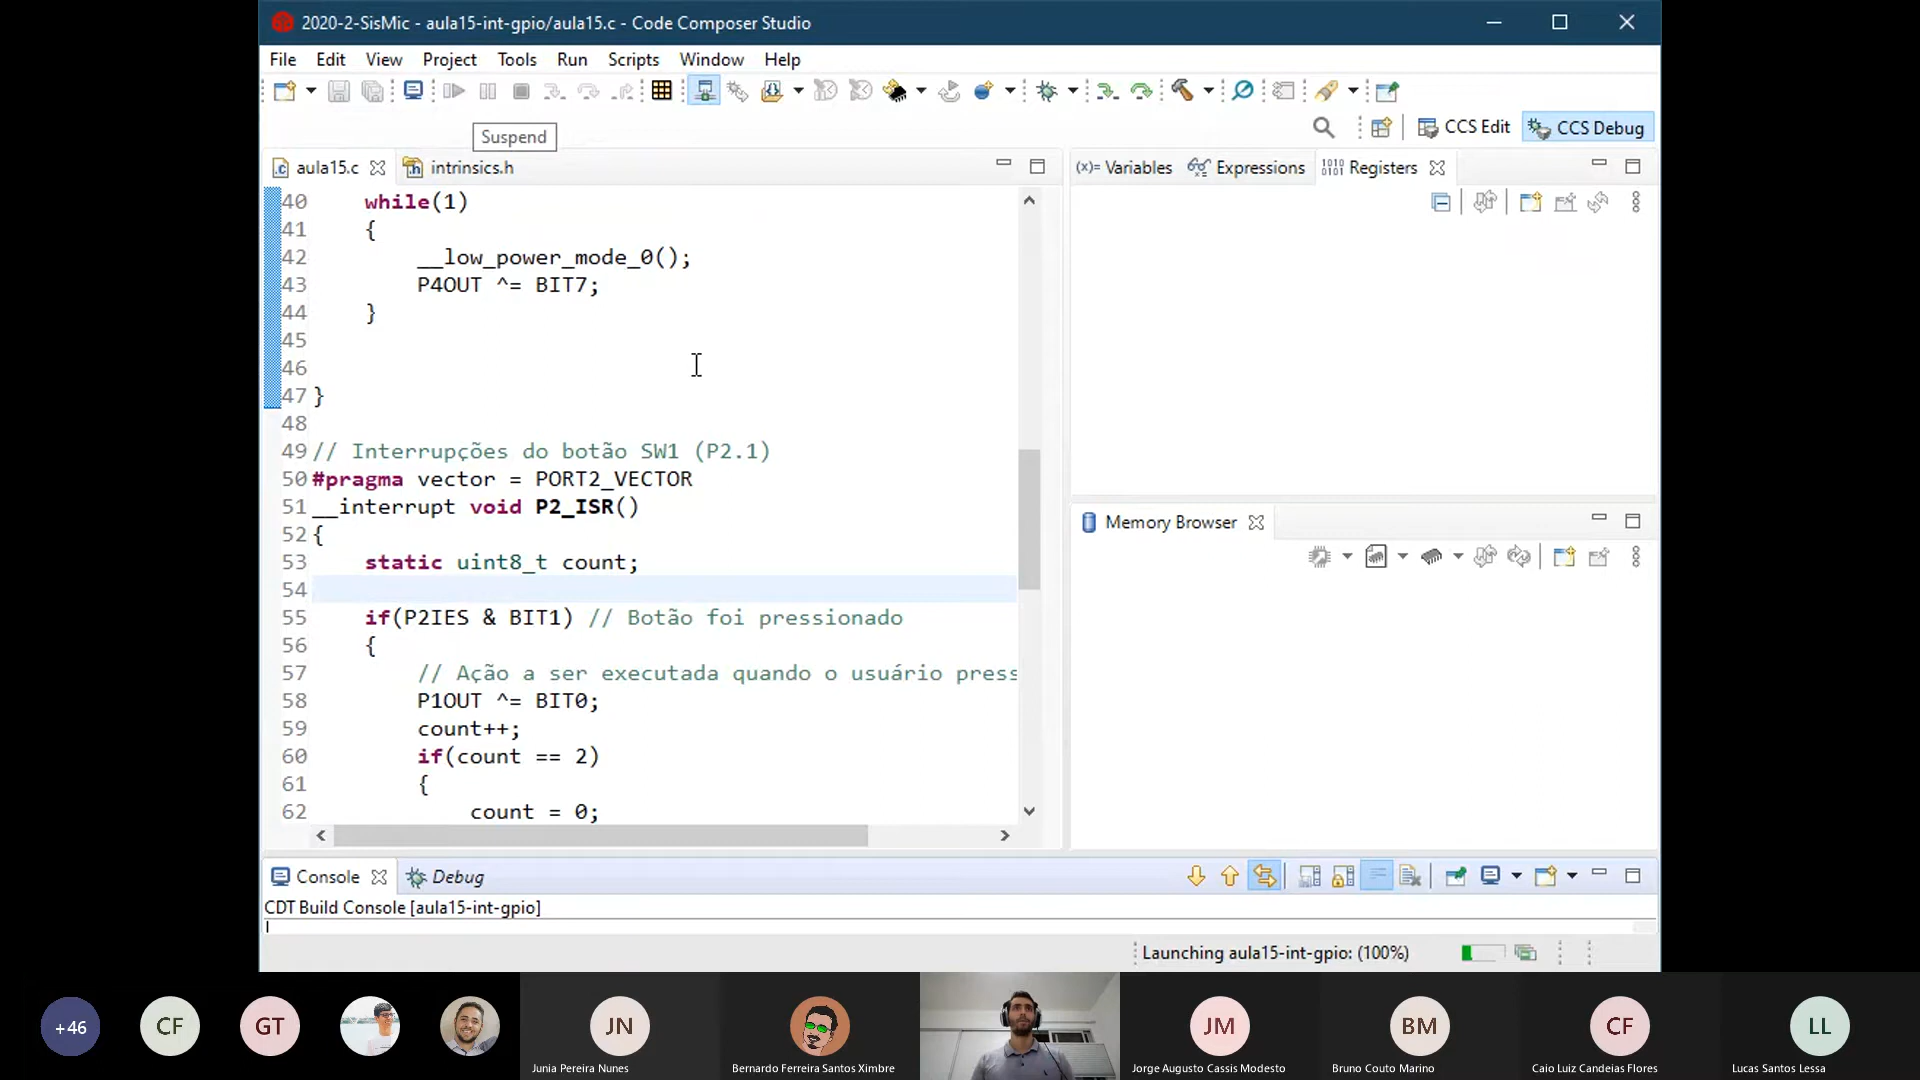 2020-2-SisMic - aula15-int-gpio/aula15.c - Code Composer Studio
File Edit View Project Tools Run Scripts Window Help
Suspend
CCS Edit CCS Debug
aula15.c intrinsics.h
(x)= Variables Expressions Registers
40 while(1)
41 {
42 __low_power_mode_0();
43 P4OUT ^= BIT7;
44 }
45
46
47 }
48
49 // Interrupções do botão SW1 (P2.1)
50 #pragma vector = PORT2_VECTOR
51 __interrupt void P2_ISR()
52 {
53 static uint8_t count;
54
55 if(P2IES & BIT1) // Botão foi pressionado
56 {
57 // Ação a ser executada quando o usuário press
58 P1OUT ^= BIT0;
59 count++;
60 if(count == 2)
61 {
62 count = 0;
Memory Browser
Console Debug
CDT Build Console [aula15-int-gpio]
Launching aula15-int-gpio: (100%)
+46
CF
GT
JN
Junia Pereira Nunes
Bernardo Ferreira Santos Ximbre
JM
Jorge Augusto Cassis Modesto
BM
Bruno Couto Marino
CF
Caio Luiz Candeias Flores
LL
Lucas Santos Lessa